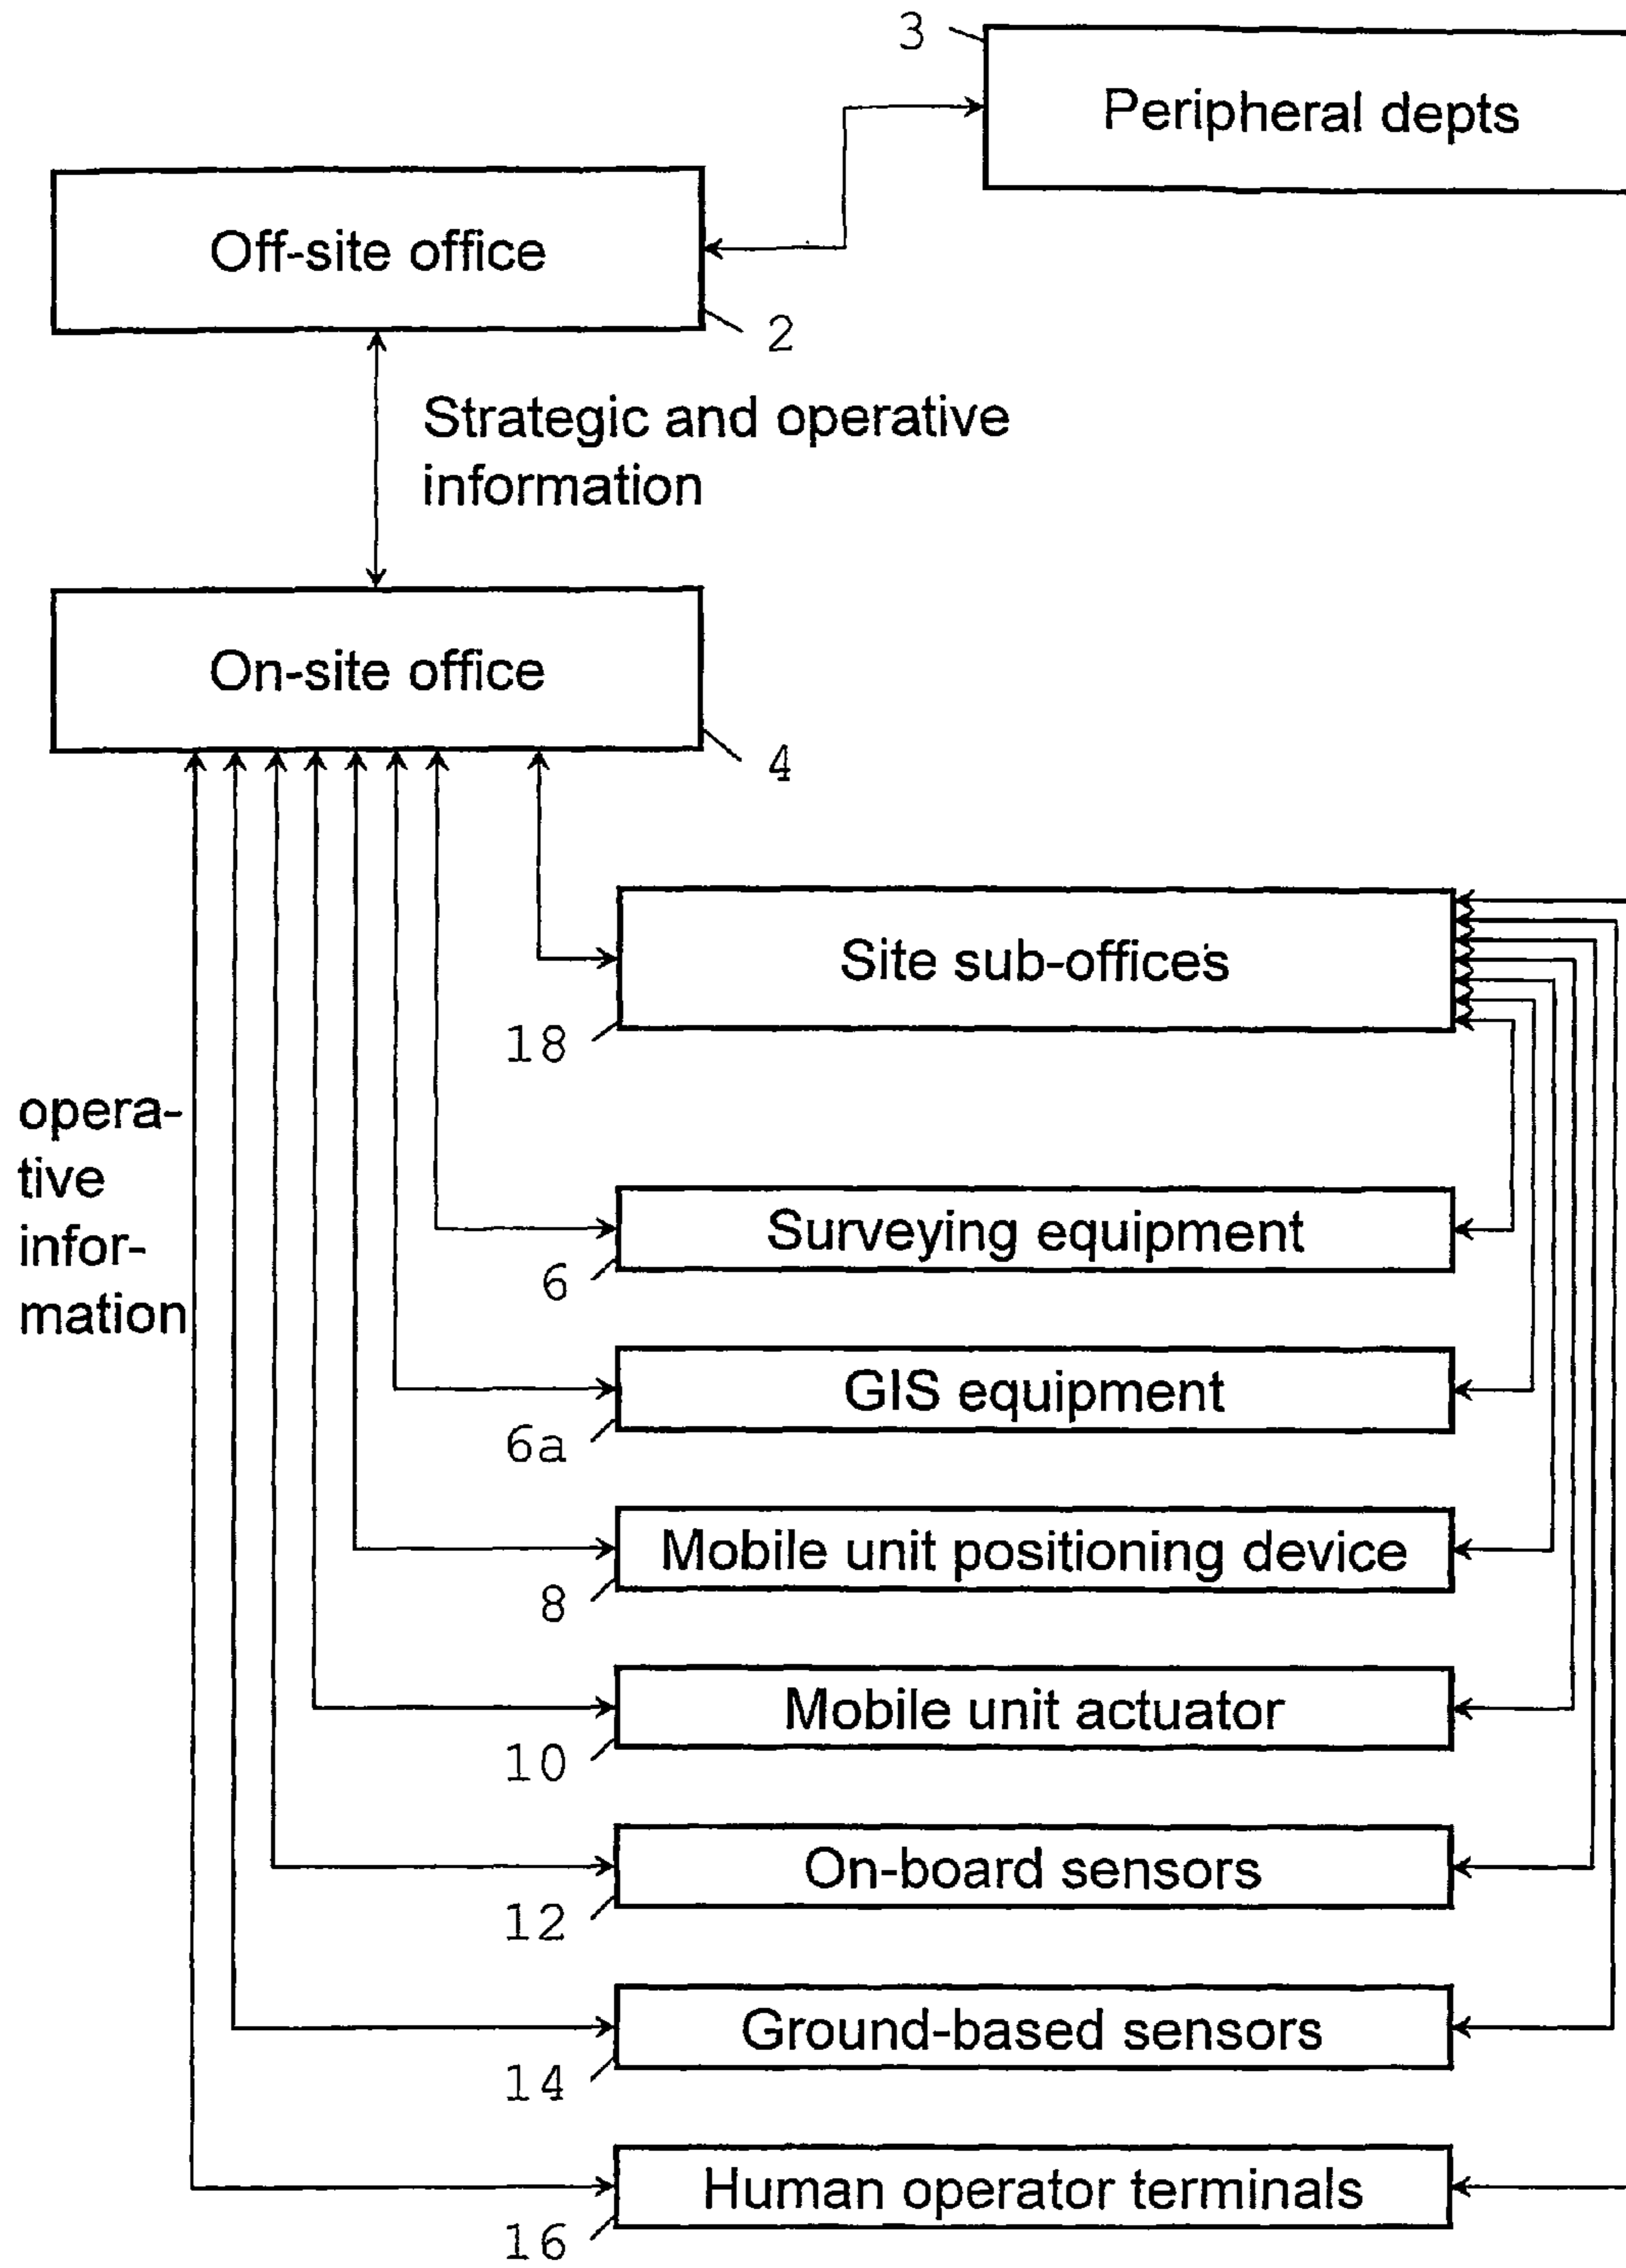 3
Peripheral depts
Off-site office
2
Strategic and operative
information
On-site office
4
Site sub-offices
18
opera-
tive
infor-
mation
Surveying equipment
6
GIS equipment
6a
Mobile unit positioning device
8
Mobile unit actuator
10
On-board sensors
12
Ground-based sensors
14
Human operator terminals
16